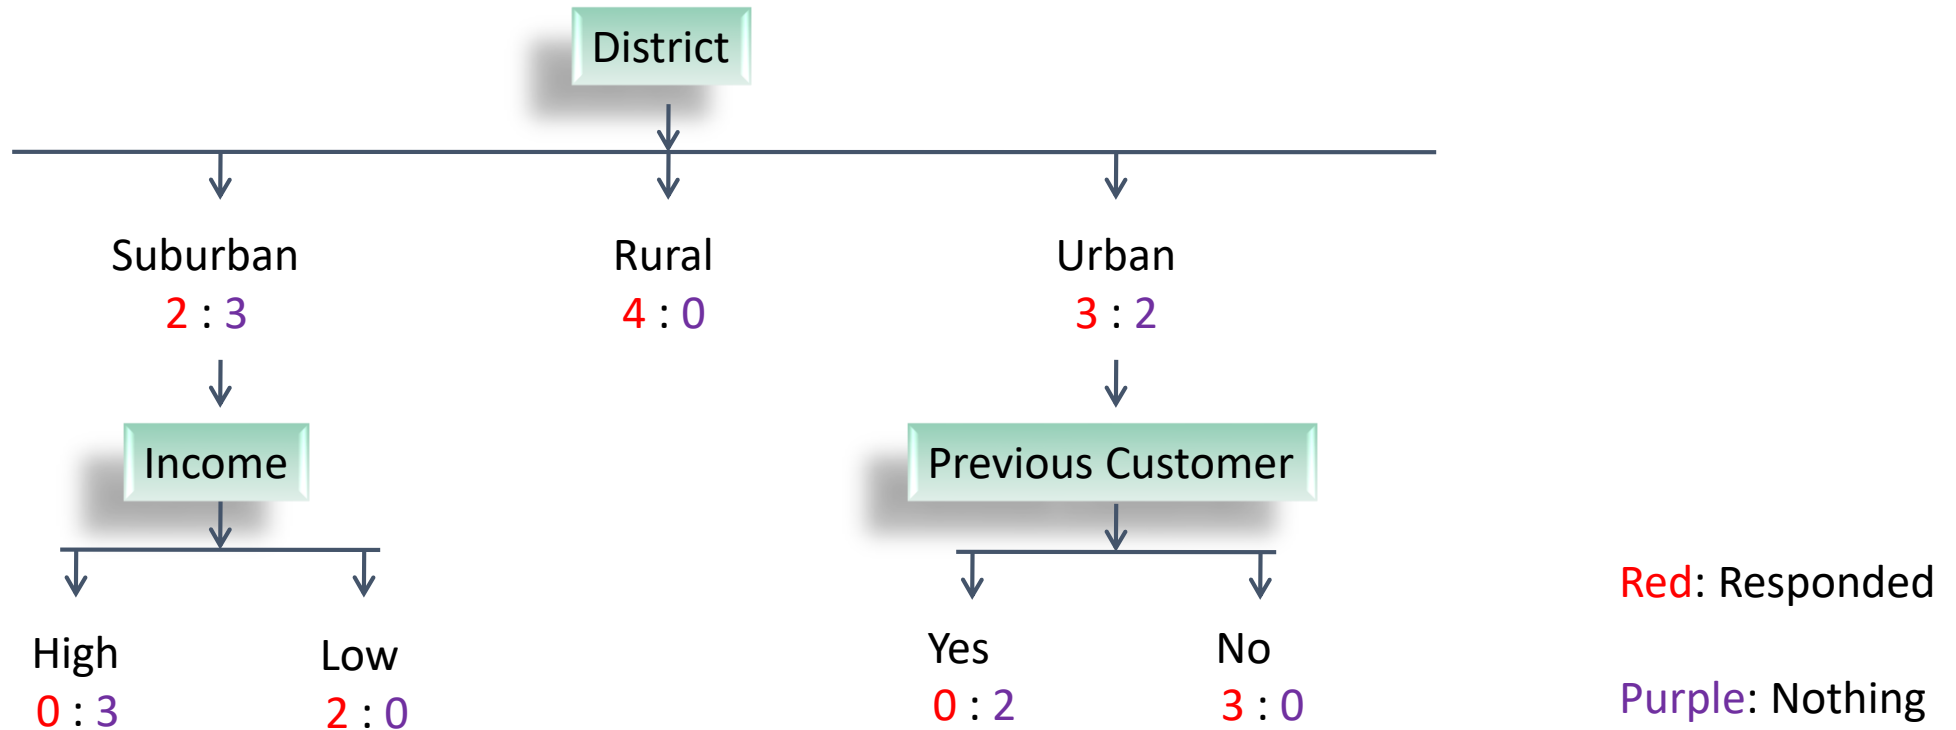 District
Suburban Rural Urban
2 : 3 4 : 0 3 : 2
Income Previous Customer
High Low Yes No
0 : 3 2 : 0 0 : 2 3 : 0
Red: Responded
Purple: Nothing